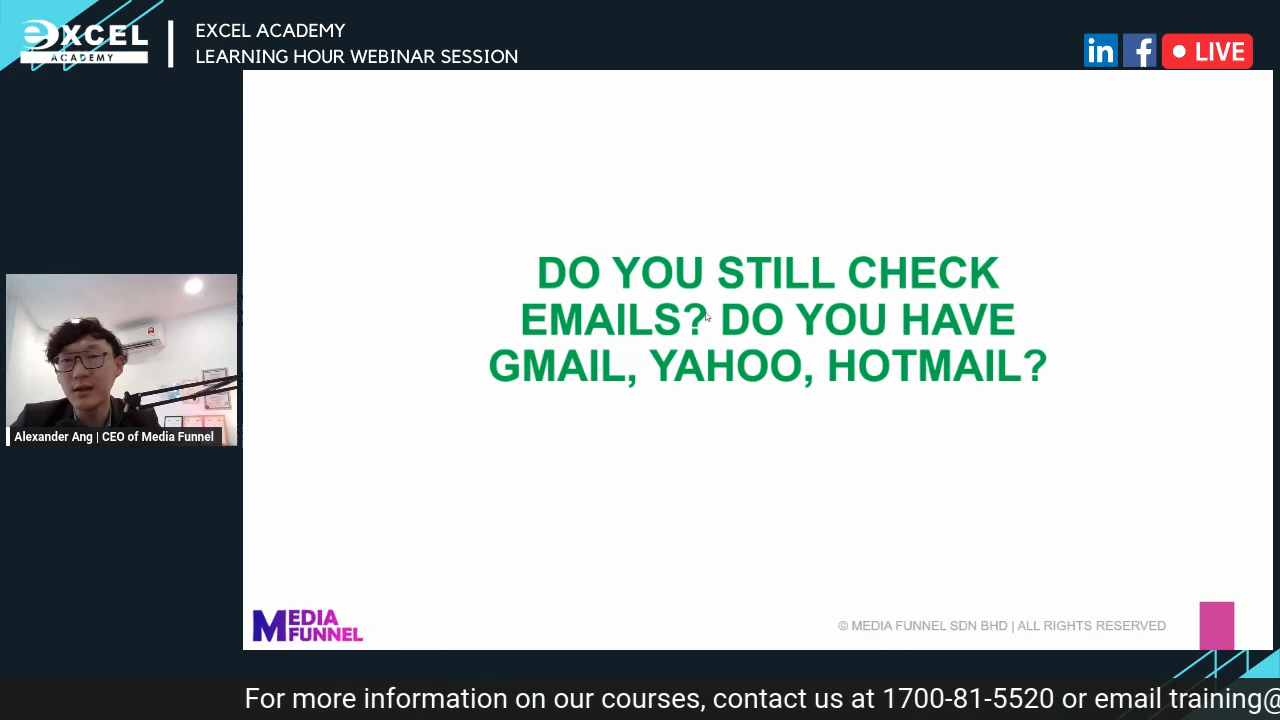 eXCEL
ACADEMY
EXCEL ACADEMY
LEARNING HOUR WEBINAR SESSION
in f LIVE
DO YOU STILL CHECK
EMAILS? DO YOU HAVE
GMAIL, YAHOO, HOTMAIL?
Alexander Ang | CEO of Media Funnel
MEDIA
FUNNEL
© MEDIA FUNNEL SDN BHD | ALL RIGHTS RESERVED
For more information on our courses, contact us at 1700-81-5520 or email training@